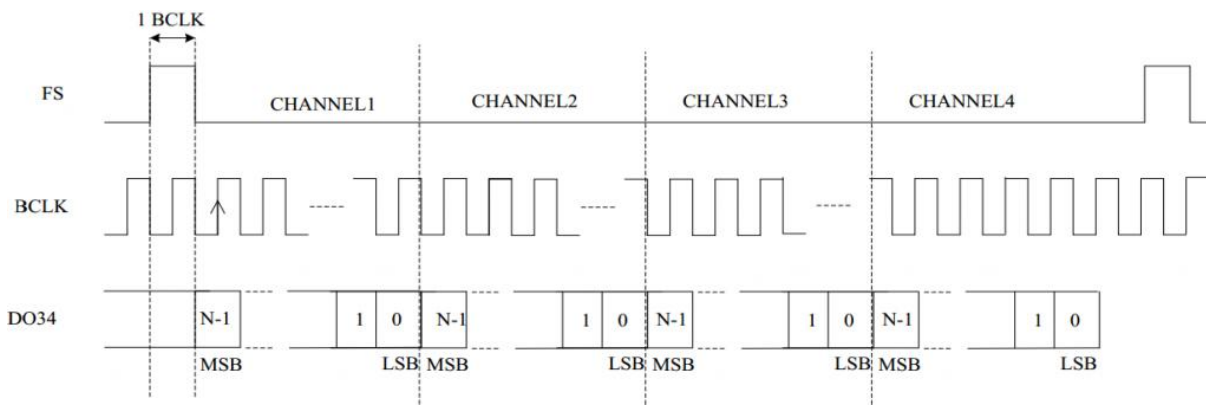 1 BCLK
FS
CHANNEL1 CHANNEL2 CHANNEL3 CHANNEL4
BCLK
DO34 N-1 1 0 N-1 1 0 N-1 1 0 N-1 1 0
MSB LSB MSB LSB MSB LSB MSB LSB